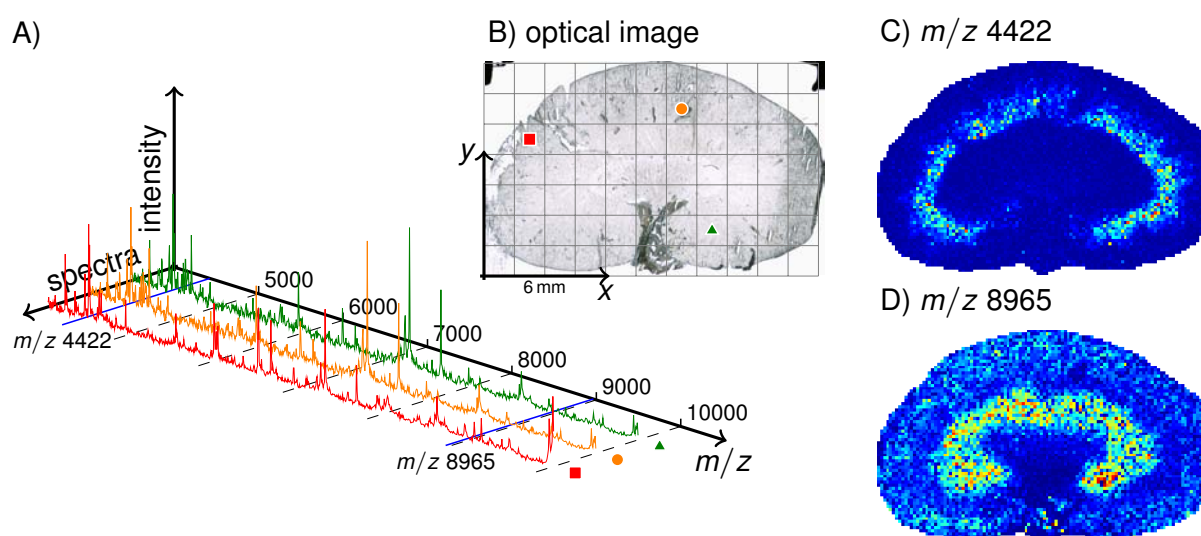 A)
B) optical image
C) m/z 4422
intensity
spectra
y
x
6 mm
5000
6000
7000
8000
9000
10000
m/z 4422
m/z 8965
m/z
D) m/z 8965